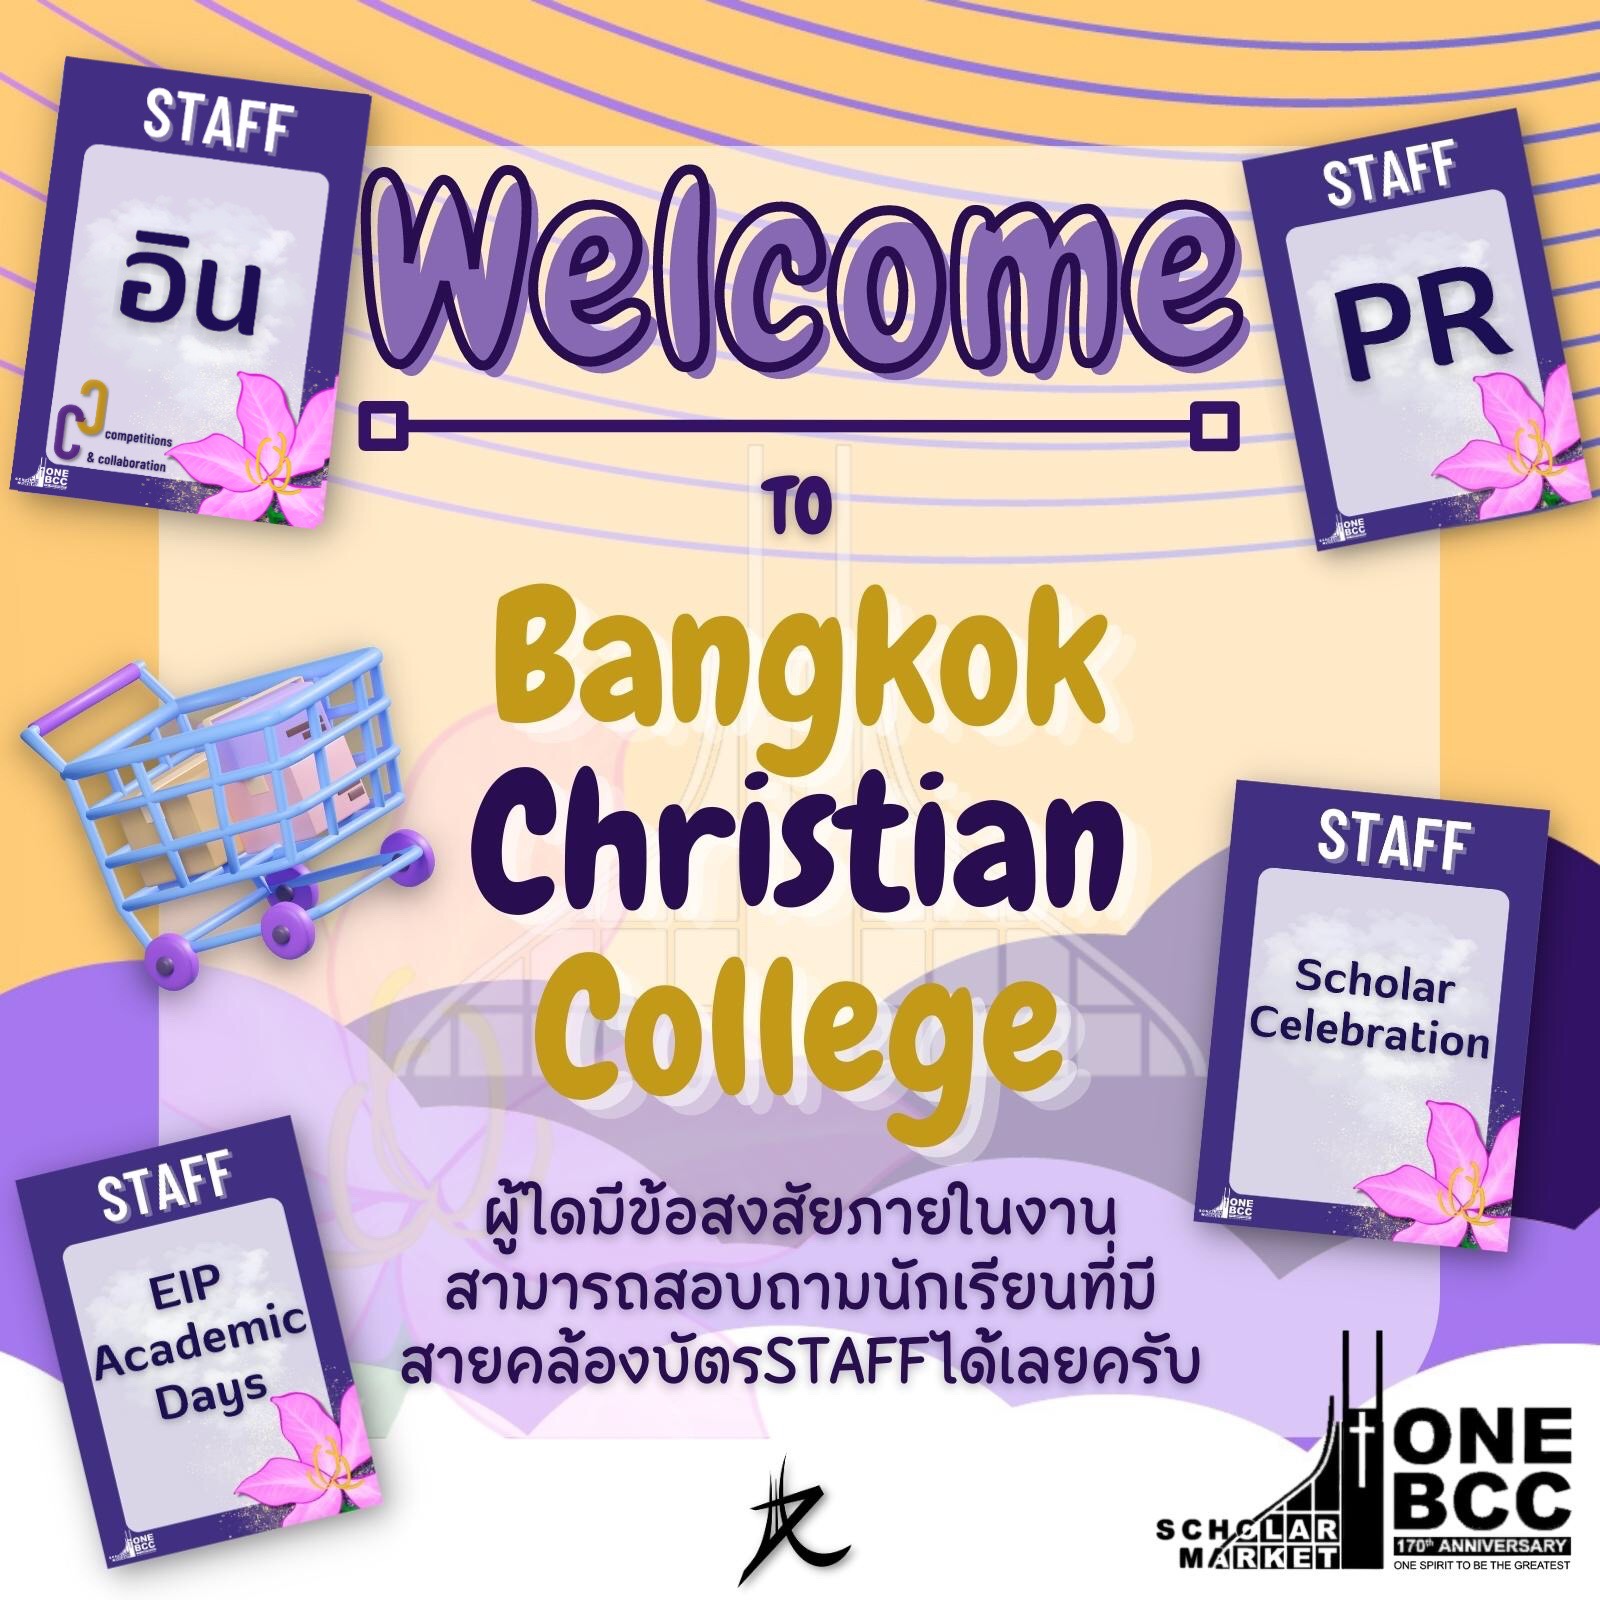 STAFF
อิน
competitions
& collaboration
ONE
BCC
Welcome
STAFF
PR
ONE
BCC
TO
Bangkok
Christian
College
STAFF
Scholar
Celebration
ONE
BCC
STAFF
EIP
Academic
Days
ONE
BCC
ผู้ไดมีข้อสงสัยภายในงาน
สามารถสอบถามนักเรียนที่มี
สายคล้องบัตรSTAFFได้เลยครับ
SCHOLAR
MARKET
ONE
BCC
170th ANNIVERSARY
ONE SPIRIT TO BE THE GREATEST